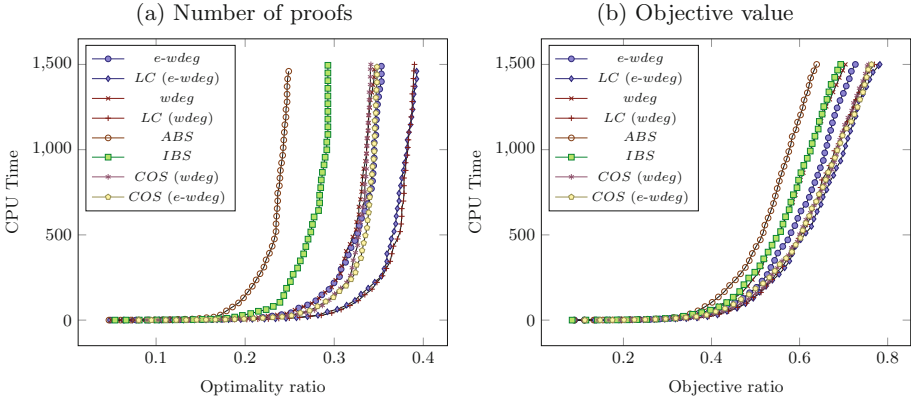 (a) Number of proofs
1,500
1,000
500
0
CPU Time
e-wdeg
LC (e-wdeg)
wdeg
LC (wdeg)
ABS
IBS
COS (wdeg)
COS (e-wdeg)
0.1 0.2 0.3 0.4
Optimality ratio
(b) Objective value
1,500
1,000
500
0
CPU Time
e-wdeg
LC (e-wdeg)
wdeg
LC (wdeg)
ABS
IBS
COS (wdeg)
COS (e-wdeg)
0.2 0.4 0.6 0.8
Objective ratio